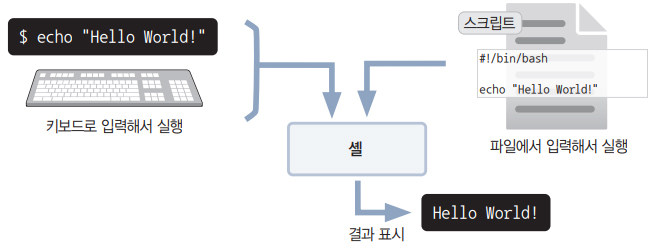 $ echo "Hello World!"
키보드로 입력해서 실행
스크립트
#!/bin/bash
echo "Hello World!"
파일에서 입력해서 실행
셸
Hello World!
결과 표시